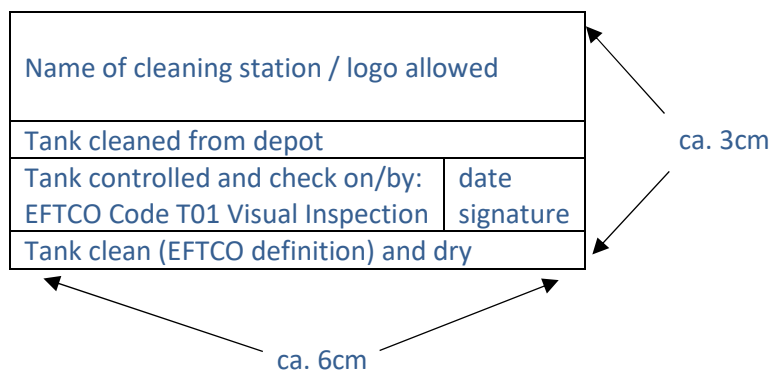 Name of cleaning station / logo allowed
Tank cleaned from depot
ca. 3cm
Tank controlled and check on/by: date
EFTCO Code T01 Visual Inspection signature
Tank clean (EFTCO definition) and dry
ca. 6cm